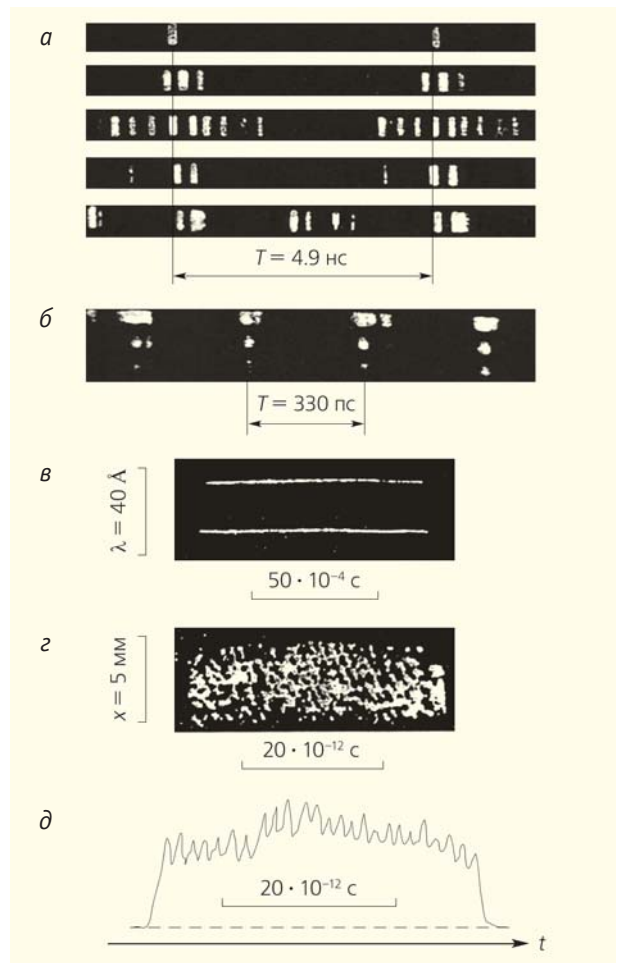 а
T = 4.9 нс
б
T = 330 пс
в
λ = 40 Å
50 · 10⁻⁴ с
г
x = 5 мм
20 · 10⁻¹² с
д
20 · 10⁻¹² с
t